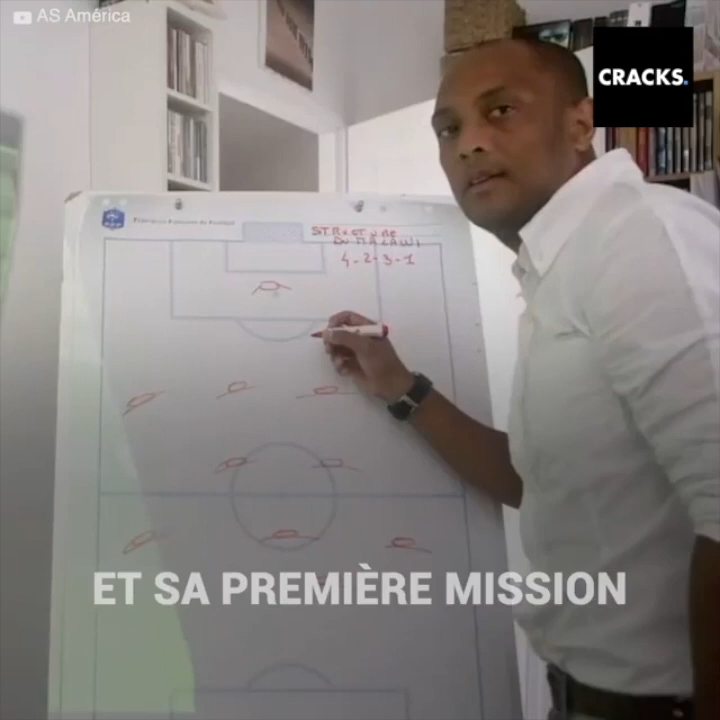 AS América
CRACKS.
STRUCTURE
DU MALAWI
4-2-3-1
ET SA PREMIÈRE MISSION